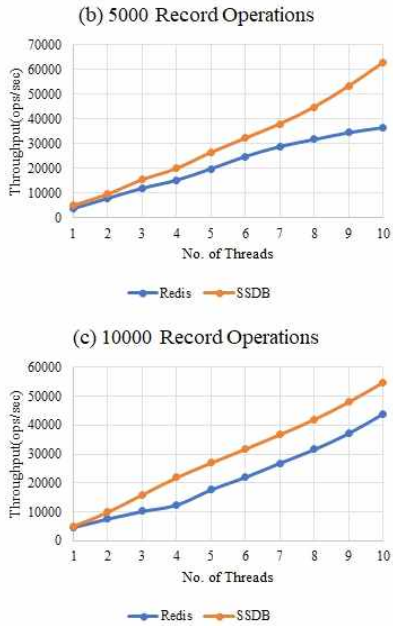 (b) 5000 Record Operations
70000
60000
50000
40000
30000
20000
10000
0
Throughput(ops/sec)
1 2 3 4 5 6 7 8 9 10
No. of Threads
Redis SSDB
(c) 10000 Record Operations
60000
50000
40000
30000
20000
10000
0
Throughput(ops/sec)
1 2 3 4 5 6 7 8 9 10
No. of Threads
Redis SSDB